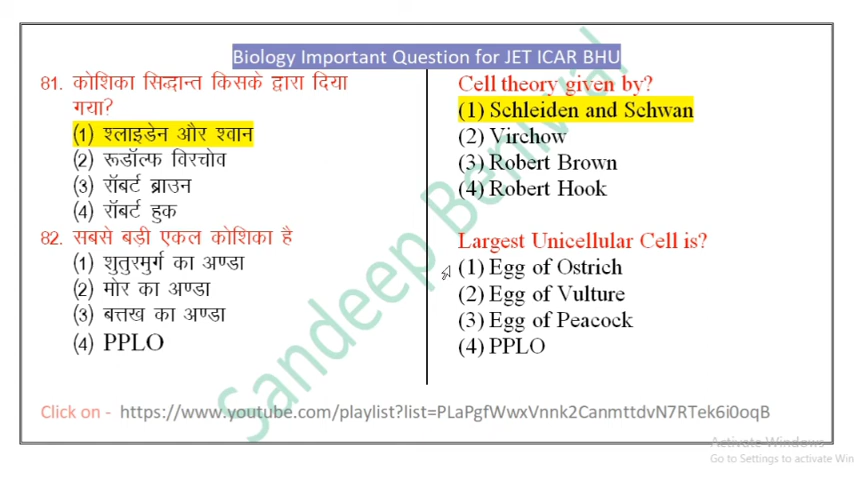 Biology Important Question for JET ICAR BHU
81. कोशिका सिद्धान्त किसके द्वारा दिया
गया?
(1) श्लाइडेन और श्वान
(2) रूडॉल्फ विरचोव
(3) रॉबर्ट ब्राउन
(4) रॉबर्ट हुक
82. सबसे बड़ी एकल कोशिका है
(1) शुतुरमुर्ग का अण्डा
(2) मोर का अण्डा
(3) बत्तख का अण्डा
(4) PPLO
Cell theory given by?
(1) Schleiden and Schwan
(2) Virchow
(3) Robert Brown
(4) Robert Hook
Largest Unicellular Cell is?
(1) Egg of Ostrich
(2) Egg of Vulture
(3) Egg of Peacock
(4) PPLO
Sandeep Beniwal
Click on - https://www.youtube.com/playlist?list=PLaPgfWwxVnnk2CanmttdvN7RTek6i0oqB
Activate Windows
Go to Settings to activate Win